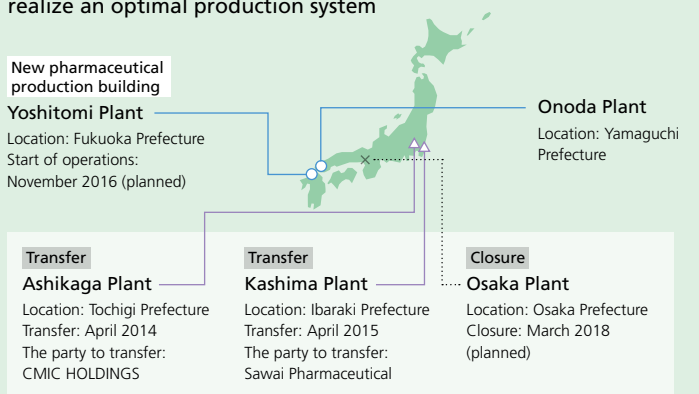 realize an optimal production system
New pharmaceutical
production building
Yoshitomi Plant
Location: Fukuoka Prefecture
Start of operations:
November 2016 (planned)
Onoda Plant
Location: Yamaguchi
Prefecture
Transfer
Ashikaga Plant
Location: Tochigi Prefecture
Transfer: April 2014
The party to transfer:
CMIC HOLDINGS
Transfer
Kashima Plant
Location: Ibaraki Prefecture
Transfer: April 2015
The party to transfer:
Sawai Pharmaceutical
Closure
Osaka Plant
Location: Osaka Prefecture
Closure: March 2018
(planned)